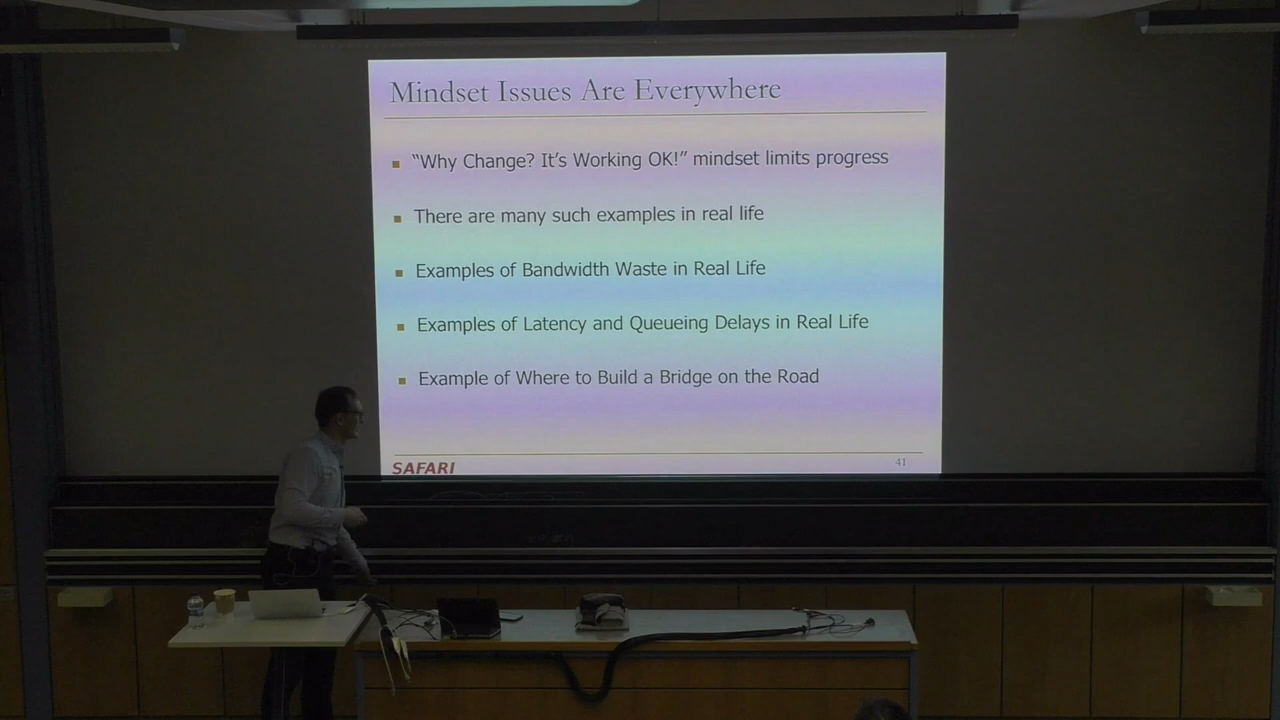 Mindset Issues Are Everywhere
“Why Change? It’s Working OK!” mindset limits progress
There are many such examples in real life
Examples of Bandwidth Waste in Real Life
Examples of Latency and Queueing Delays in Real Life
Example of Where to Build a Bridge on the Road
SAFARI
41